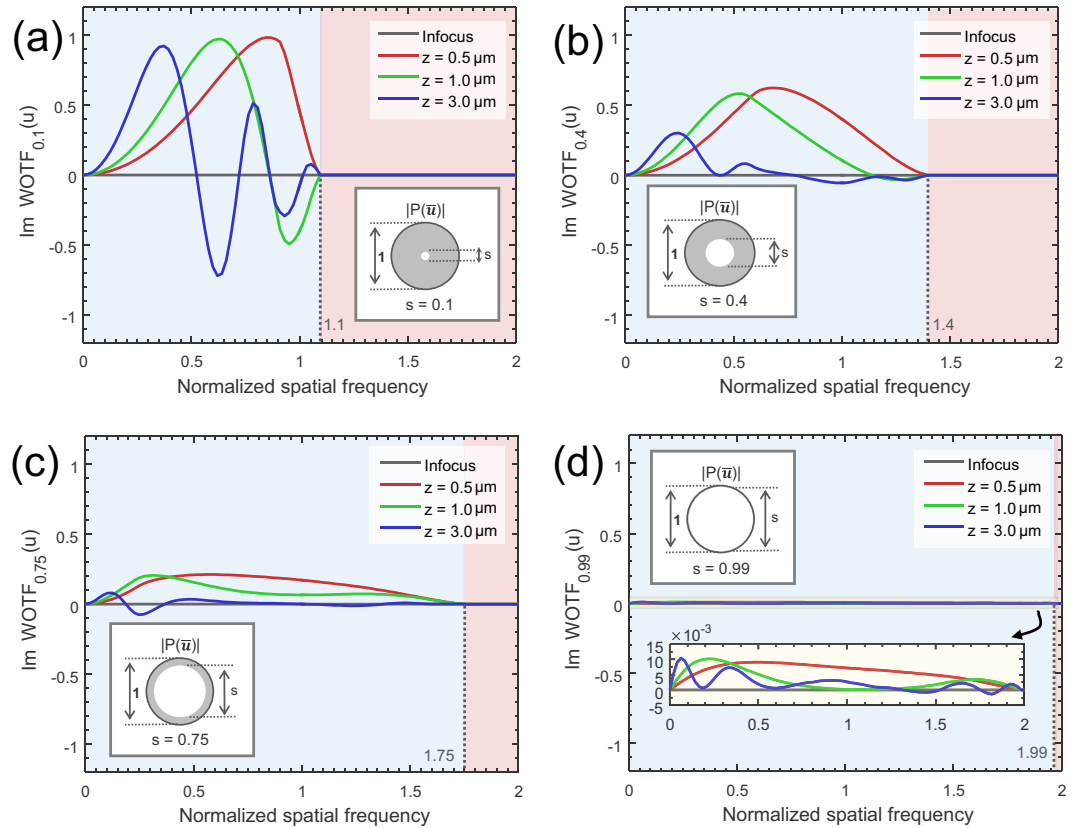 (a)
Infocus
z = 0.5 µm
z = 1.0 µm
z = 3.0 µm
1
0.5
0
-0.5
-1
Im WOTF0.1(u)
|P(u̅)|
1
s
s = 0.1
1.1
0
0.5
1
1.5
2
Normalized spatial frequency
(b)
Infocus
z = 0.5 µm
z = 1.0 µm
z = 3.0 µm
1
0.5
0
-0.5
-1
Im WOTF0.4(u)
|P(u̅)|
1
s
s = 0.4
1.4
0
0.5
1
1.5
2
Normalized spatial frequency
(c)
Infocus
z = 0.5 µm
z = 1.0 µm
z = 3.0 µm
1
0.5
0
-0.5
-1
Im WOTF0.75(u)
|P(u̅)|
1
s
s = 0.75
1.75
0
0.5
1
1.5
2
Normalized spatial frequency
(d)
Infocus
z = 0.5 µm
z = 1.0 µm
z = 3.0 µm
1
0.5
0
-0.5
-1
Im WOTF0.99(u)
|P(u̅)|
1
s
s = 0.99
×10-3
15
10
5
0
-5
0
0.5
1
1.5
2
1.99
0
0.5
1
1.5
2
Normalized spatial frequency